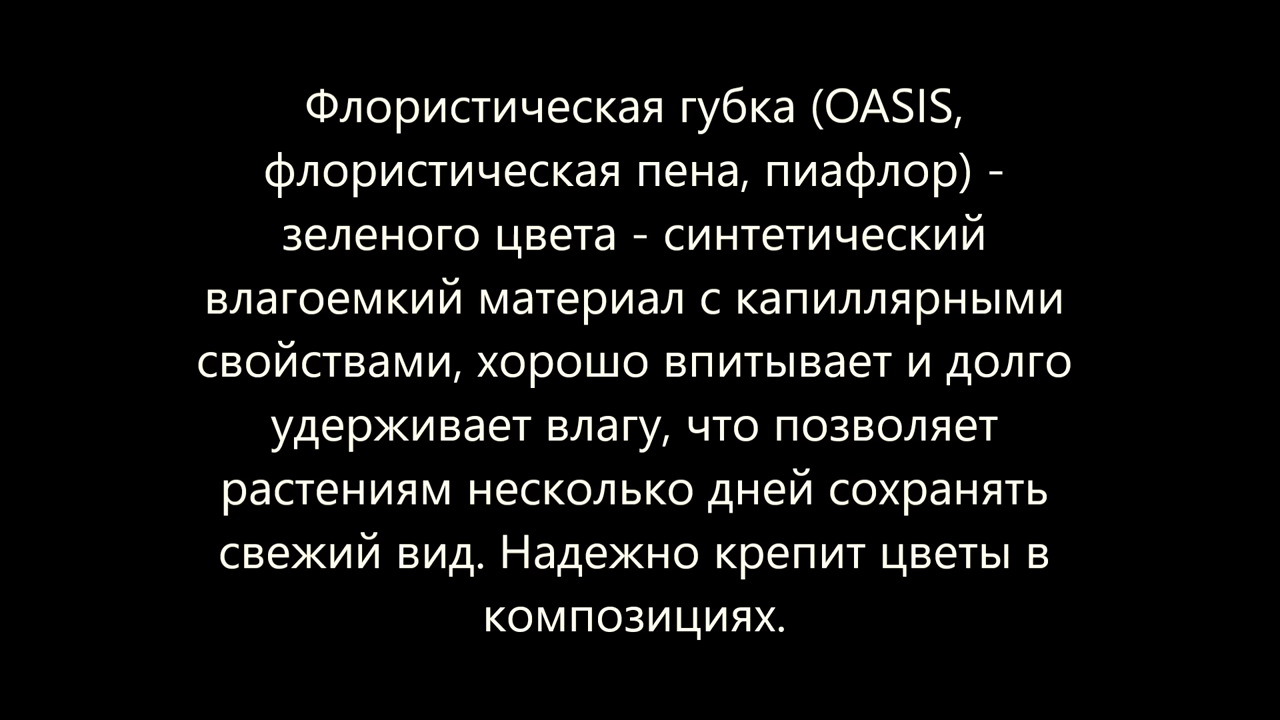 Флористическая губка (OASIS,
флористическая пена, пиафлор) -
зеленого цвета - синтетический
влагоемкий материал с капиллярными
свойствами, хорошо впитывает и долго
удерживает влагу, что позволяет
растениям несколько дней сохранять
свежий вид. Надежно крепит цветы в
композициях.